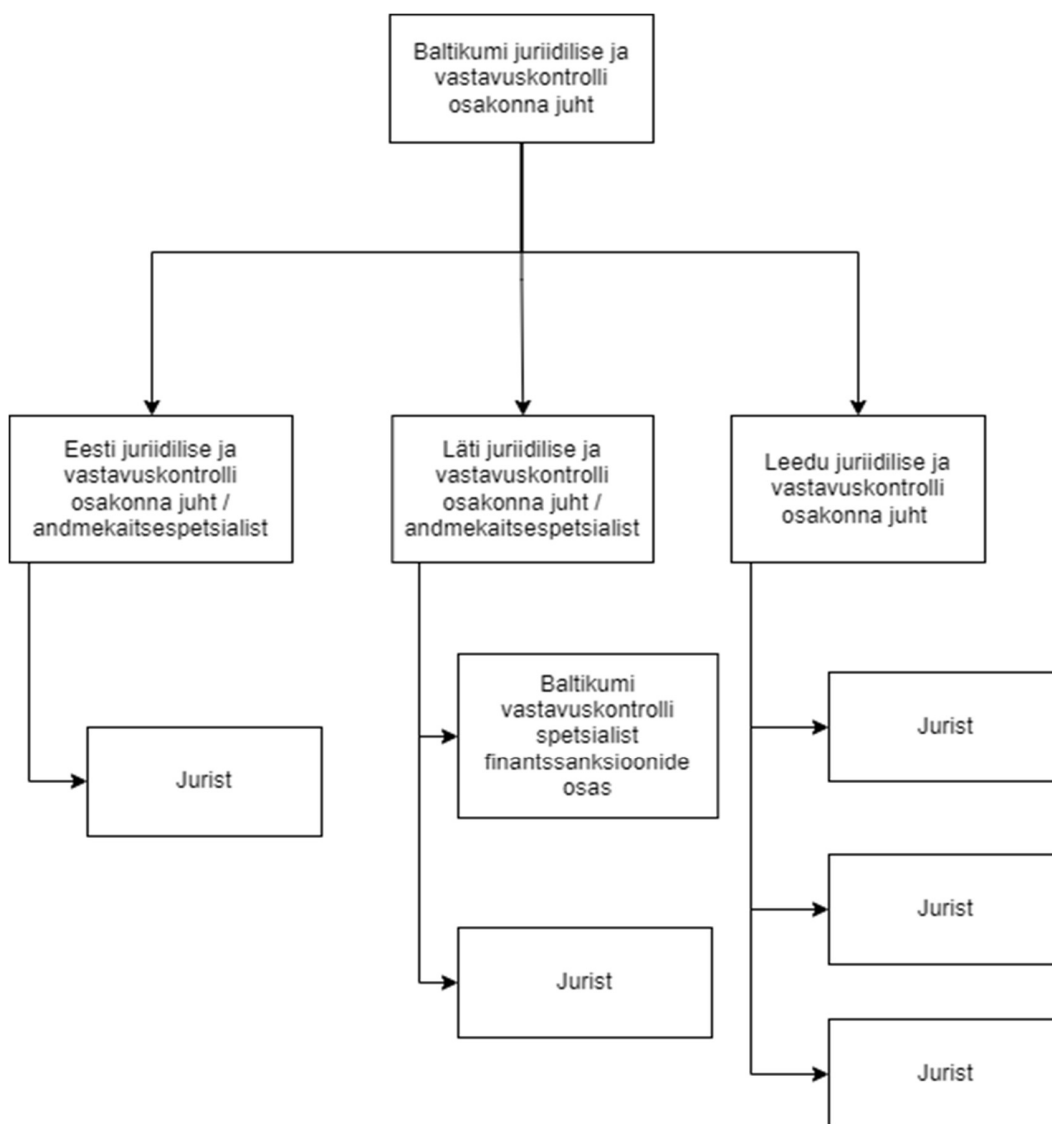 Baltikumi juriidilise ja
vastavuskontrolli
osakonna juht
Eesti juriidilise ja
vastavuskontrolli
osakonna juht /
andmekaitsespetsialist
Läti juriidilise ja
vastavuskontrolli
osakonna juht /
andmekaitsespetsialist
Leedu juriidilise ja
vastavuskontrolli
osakonna juht
Jurist
Baltikumi
vastavuskontrolli
spetsialist
finantssanksioonide
osas
Jurist
Jurist
Jurist
Jurist